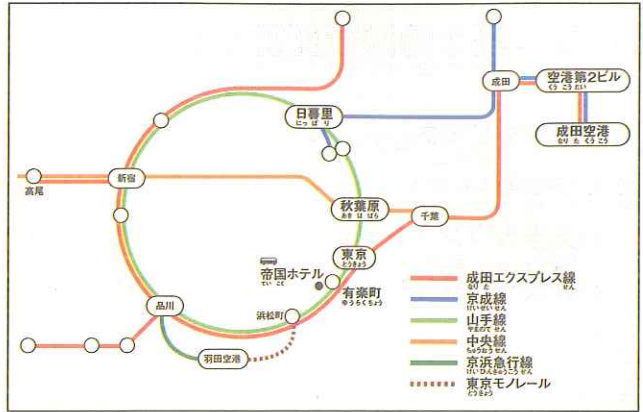 成田
空港第2ビル
くうこうだい
成田空港
なりたくうこう
日暮里
にっぽり
新宿
高尾
秋葉原
あきはばら
千葉
東京
とうきょう
帝国ホテル
ていこく
有楽町
ゆうらくちょう
浜松町
品川
羽田空港
成田エクスプレス線
なりた せん
京成線
けいせいせん
山手線
やまのてせん
中央線
ちゅうおうせん
京浜急行線
けいひんきゅうこうせん
東京モノレール
とうきょう